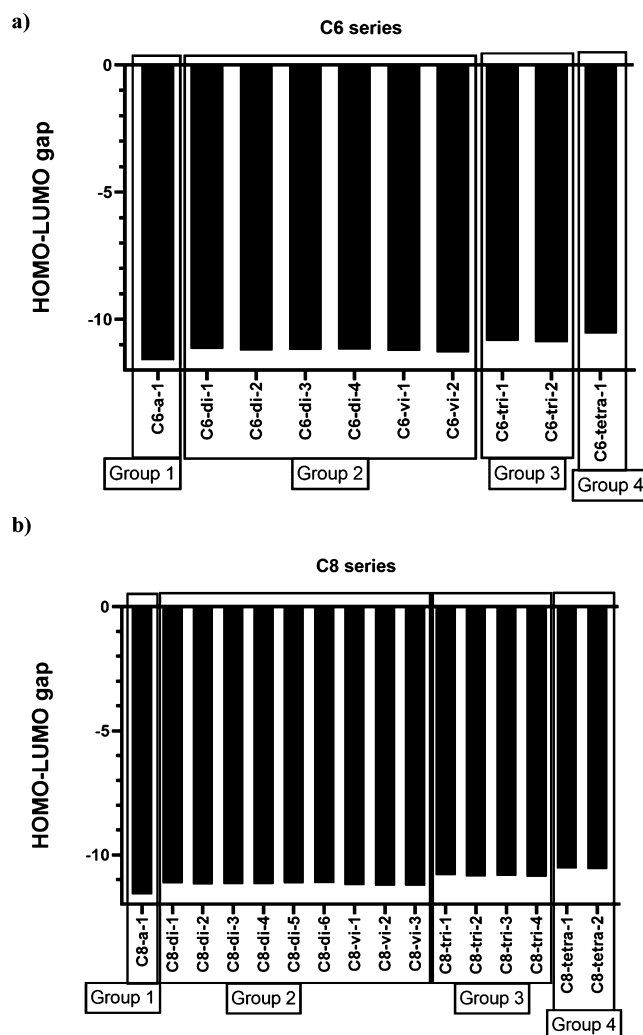 a)
C6 series
HOMO-LUMO gap
0
-5
-10
C6-a-1
C6-di-1
C6-di-2
C6-di-3
C6-di-4
C6-vi-1
C6-vi-2
C6-tri-1
C6-tri-2
C6-tetra-1
Group 1
Group 2
Group 3
Group 4
b)
C8 series
HOMO-LUMO gap
0
-5
-10
C8-a-1
C8-di-1
C8-di-2
C8-di-3
C8-di-4
C8-di-5
C8-di-6
C8-vi-1
C8-vi-2
C8-vi-3
C8-tri-1
C8-tri-2
C8-tri-3
C8-tri-4
C8-tetra-1
C8-tetra-2
Group 1
Group 2
Group 3
Group 4